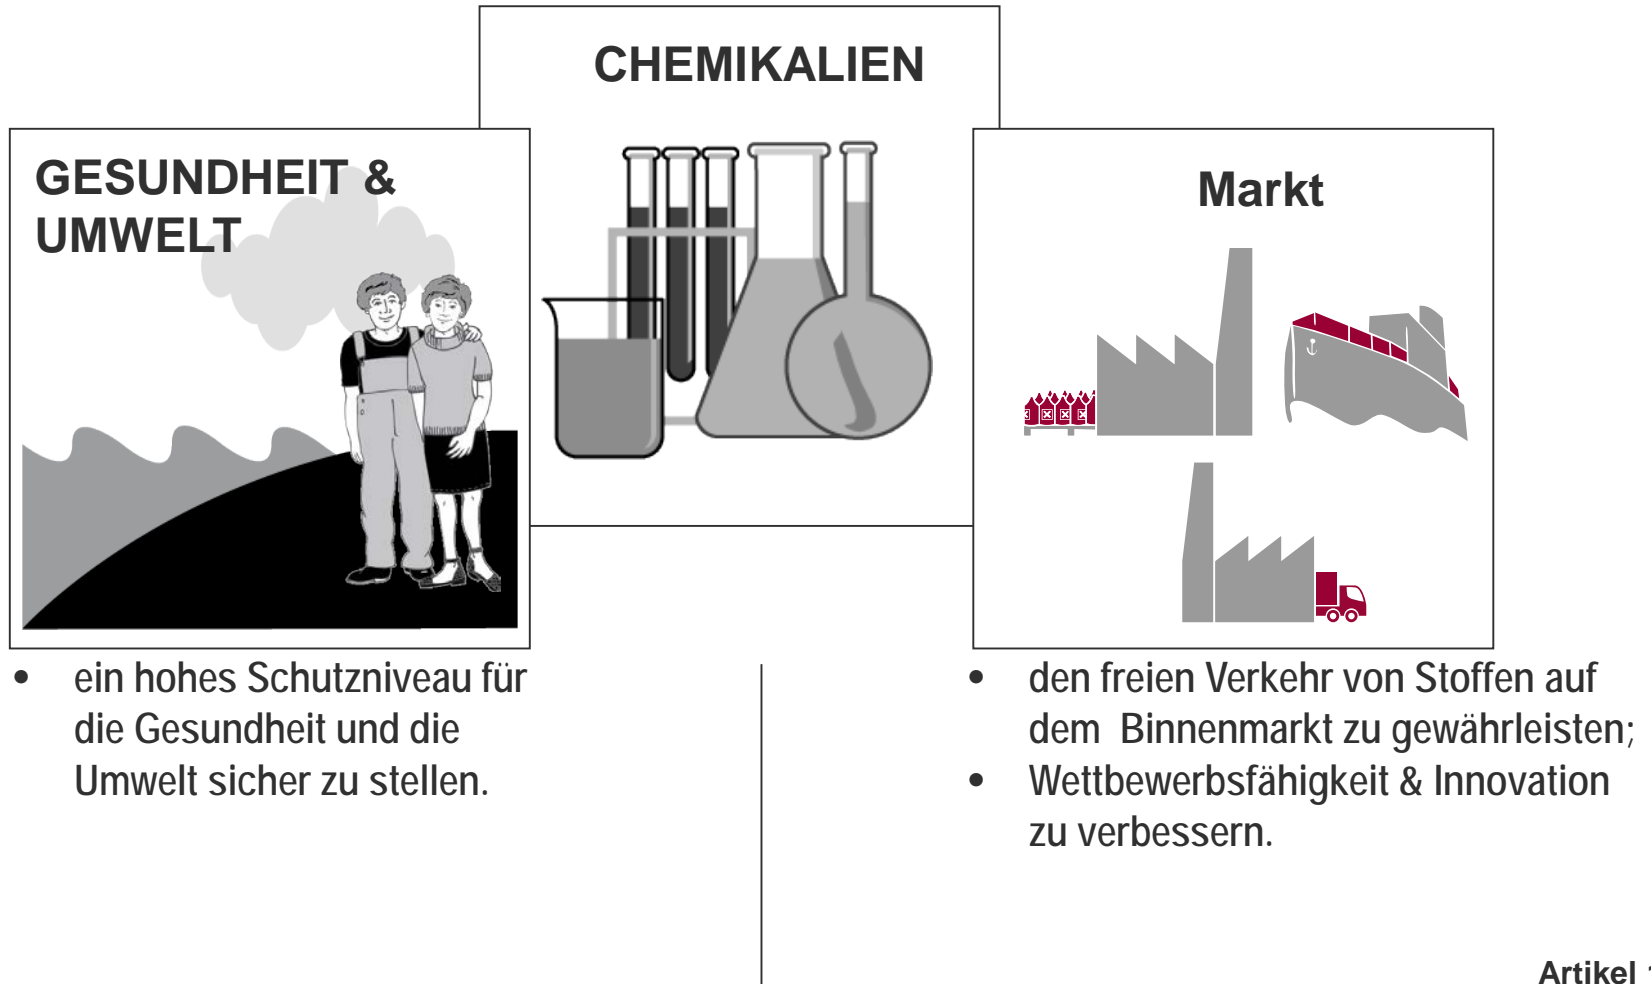 CHEMIKALIEN
GESUNDHEIT &
UMWELT
Markt
• ein hohes Schutzniveau für
die Gesundheit und die
Umwelt sicher zu stellen.
• den freien Verkehr von Stoffen auf
dem Binnenmarkt zu gewährleisten;
• Wettbewerbsfähigkeit & Innovation
zu verbessern.
Artikel